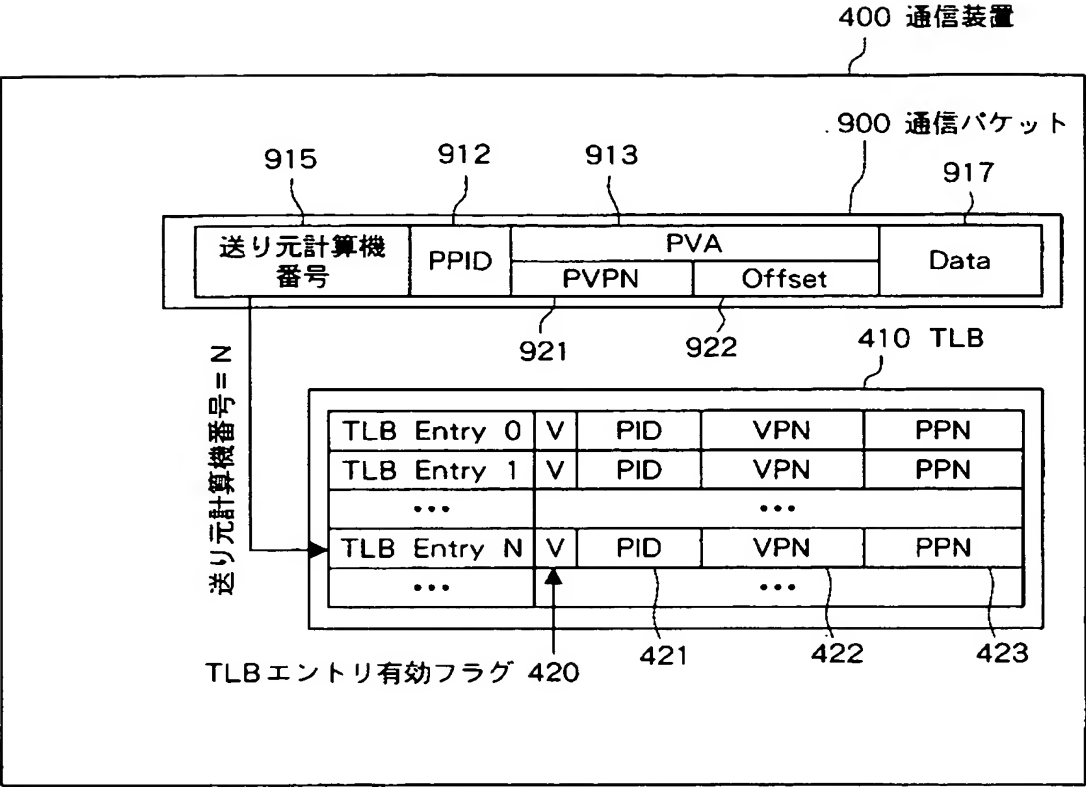 400 通信装置
900 通信パケット
915
912
913
917
送り元計算機
番号
PPID
PVA
PVPN
Offset
Data
921
922
410 TLB
送り元計算機番号=N
TLB Entry 0 V PID VPN PPN
TLB Entry 1 V PID VPN PPN
••• •••
TLB Entry N V PID VPN PPN
••• •••
TLBエントリ有効フラグ 420
421
422
423